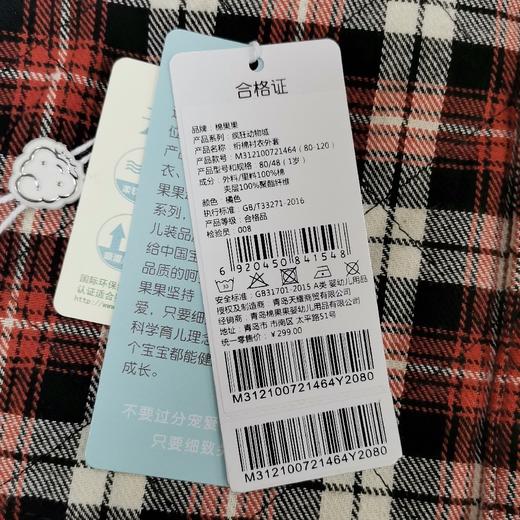 合格证
品牌：棉果果
产品系列：疯狂动物城
产品名称：桁棉衬衣外套
产品款号：M312100721464（80-120）
产品型号和规格：80/48（1岁）
成分：外料/里料100%棉
夹层100%聚酯纤维
颜色：橘色
执行标准：GB/T33271-2016
产品等级：合格品
检验员：008
6920450841548
安全标准：GB31701-2015 A类 婴幼儿用品
授权及制造商：青岛天耀商贸有限公司
经销商：青岛棉果果婴幼儿用品
地址：青岛市 市南区 太平路51号
统一零售价：￥299.00
M312100721464Y2080
M312100721464Y2080
位
产品
衣、
果果
系列，
儿装品
给中国宝
品质的呵
果果坚持
爱，只要细
科学育儿理念
个宝宝都能健
成长。
不要过分宠爱
只要细致
国际环保
认证适合